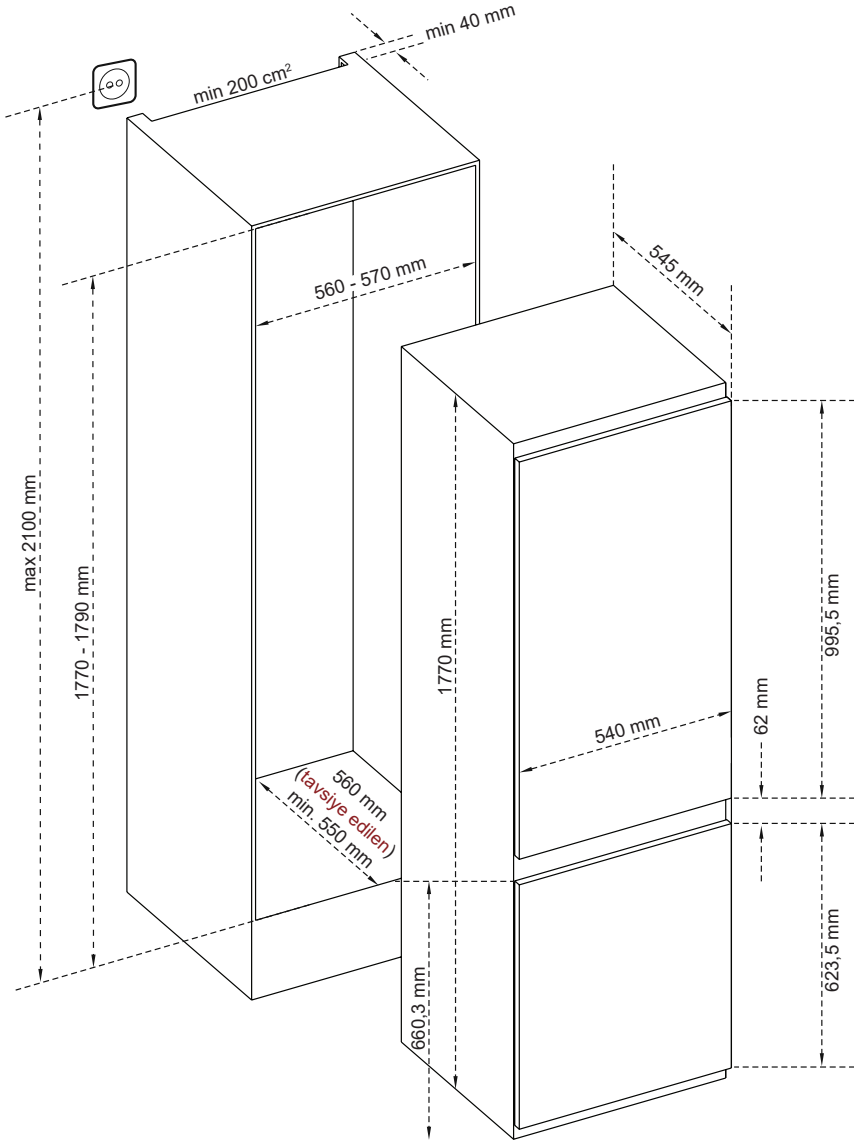 min 40 mm
min 200 cm²
545 mm
560 - 570 mm
max 2100 mm
1770 - 1790 mm
1770 mm
995,5 mm
62 mm
540 mm
560 mm
(tavsiye edilen)
min. 550 mm
623,5 mm
660,3 mm